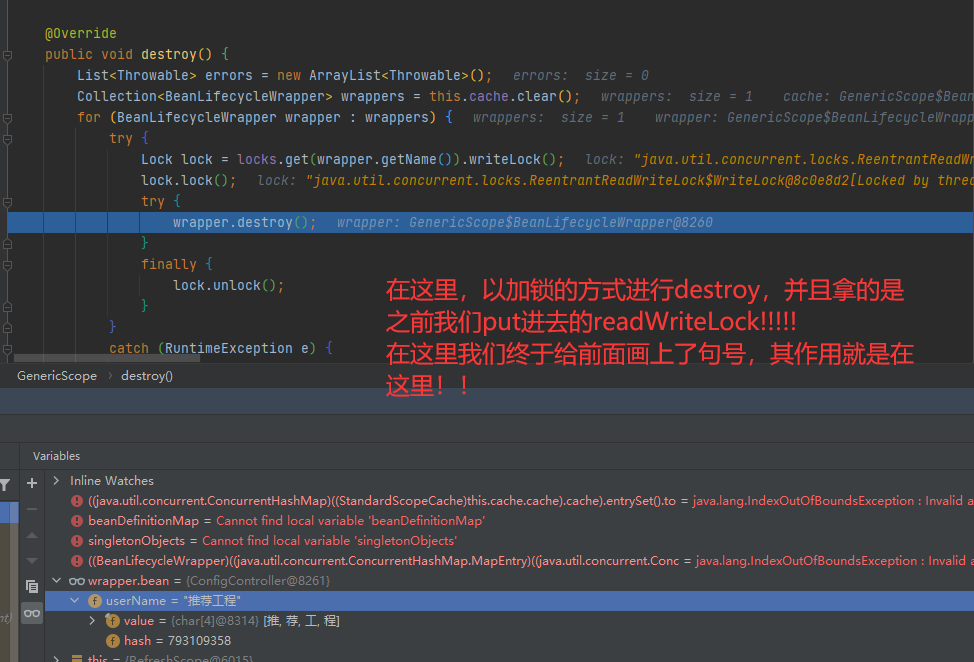 @Override
public void destroy() {
List<Throwable> errors = new ArrayList<Throwable>(); errors: size = 0
Collection<BeanLifecycleWrapper> wrappers = this.cache.clear(); wrappers: size = 1 cache: GenericScope$Bean
for (BeanLifecycleWrapper wrapper : wrappers) { wrappers: size = 1 wrapper: GenericScope$BeanLifecycleWrapp
try {
Lock lock = locks.get(wrapper.getName()).writeLock(); lock: "java.util.concurrent.locks.ReentrantReadWr
lock.lock(); lock: "java.util.concurrent.locks.ReentrantReadWriteLock$WriteLock@8c0e8d2[Locked by threa
try {
wrapper.destroy(); wrapper: GenericScope$BeanLifecycleWrapper@8260
}
finally {
lock.unlock();
}
}
catch (RuntimeException e) {
在这里，以加锁的方式进行destroy，并且拿的是
之前我们put进去的readWriteLock!!!!!
在这里我们终于给前面画上了句号，其作用就是在
这里！！
GenericScope › destroy()
Variables
Inline Watches
((java.util.concurrent.ConcurrentHashMap)((StandardScopeCache)this.cache.cache).cache).entrySet().to = java.lang.IndexOutOfBoundsException : Invalid a
beanDefinitionMap = Cannot find local variable 'beanDefinitionMap'
singletonObjects = Cannot find local variable 'singletonObjects'
((BeanLifecycleWrapper)((java.util.concurrent.ConcurrentHashMap.MapEntry)((java.util.concurrent.Conc = java.lang.IndexOutOfBoundsException : Invalid a
wrapper.bean = {ConfigController@8261}
userName = "推荐工程"
value = {char[4]@8314} [推, 荐, 工, 程]
hash = 793109358
this = {RefreshScope@6015}